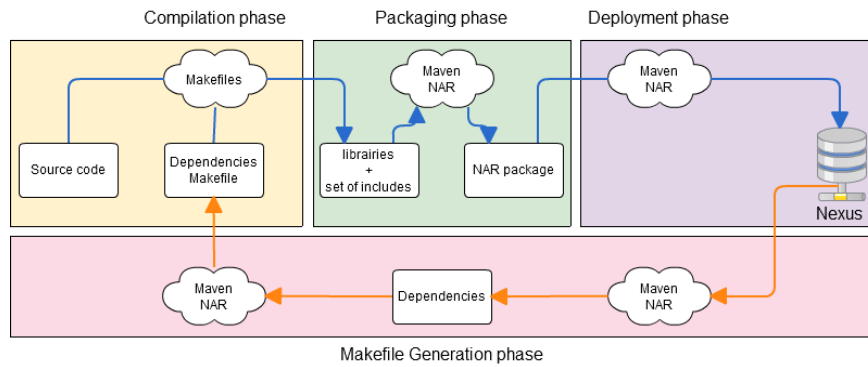 Compilation phase
Packaging phase
Deployment phase
Makefiles
Maven
NAR
Maven
NAR
Source code
Dependencies
Makefile
librairies
+
set of includes
NAR package
Nexus
Maven
NAR
Dependencies
Maven
NAR
Makefile Generation phase